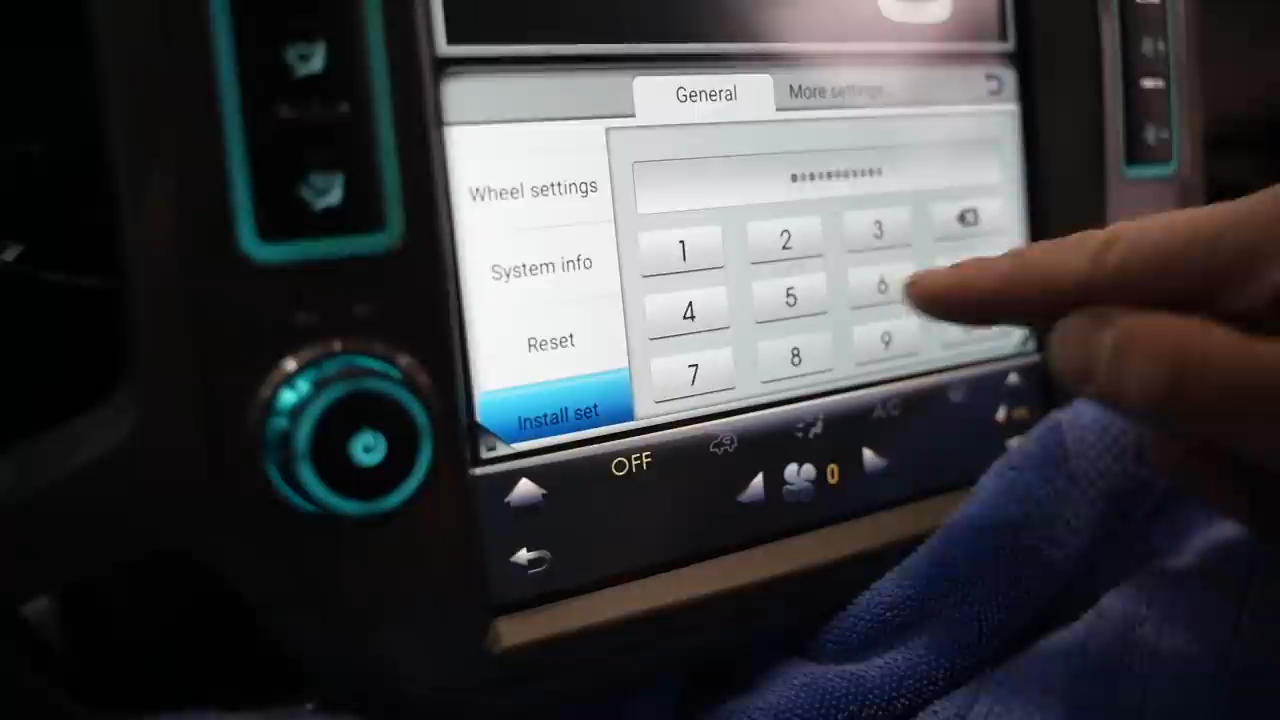 General
More settings
Wheel settings
System info
Reset
Install set
1
2
3
4
5
6
7
8
9
OFF
0
AC